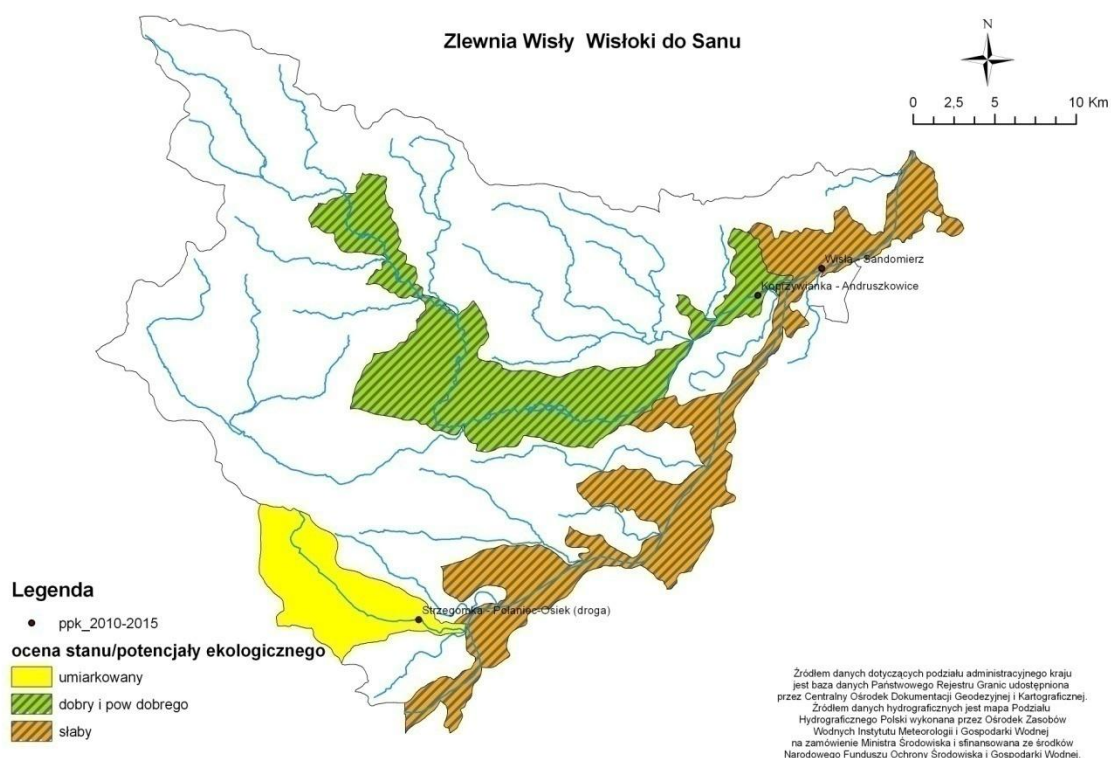 Zlewnia Wisły Wisłoki do Sanu
N
0 2,5 5 10 Km
Wisła - Sandomierz
Koprzywianka - Andruszkowice
Strzegomka - Połaniec-Osiek (droga)
Legenda
ppk_2010-2015
ocena stanu/potencjały ekologicznego
umiarkowany
dobry i pow dobrego
słaby
Źródłem danych dotyczących podziału administracyjnego kraju
jest baza danych Państwowego Rejestru Granic udostępniona
przez Centralny Ośrodek Dokumentacji Geodezyjnej i Kartograficznej.
Źródłem danych hydrograficznych jest mapa Podziału
Hydrograficznego Polski wykonana przez Ośrodek Zasobów
Wodnych Instytutu Meteorologii i Gospodarki Wodnej
na zamówienie Ministra Środowiska i sfinansowana ze środków
Narodowego Funduszu Ochrony Środowiska i Gospodarki Wodnej.